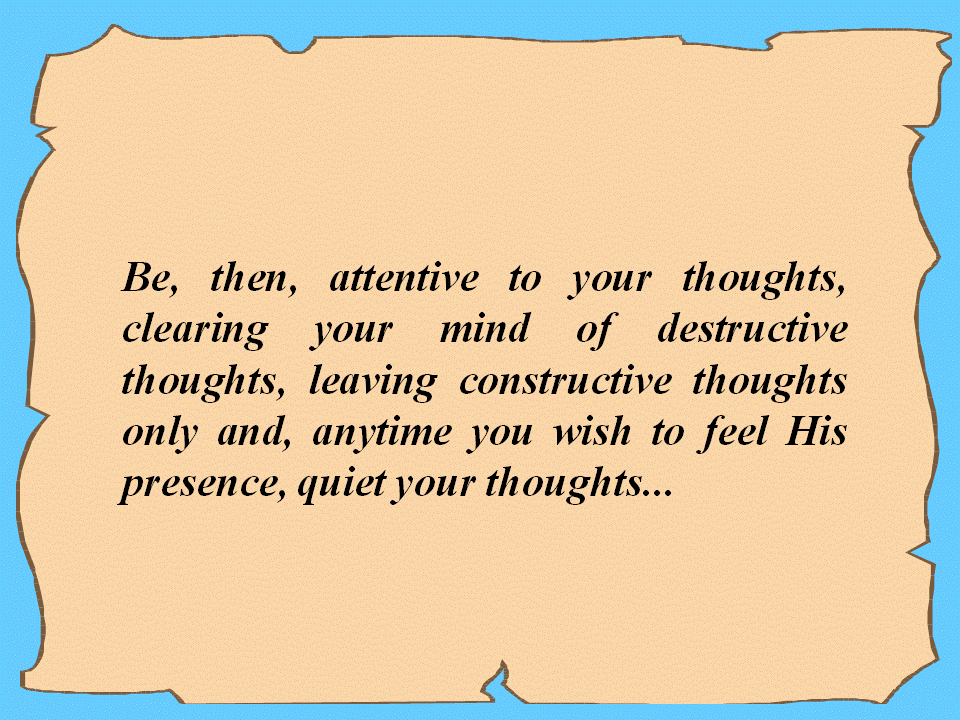 Be, then, attentive to your thoughts,
clearing your mind of destructive
thoughts, leaving constructive thoughts
only and, anytime you wish to feel His
presence, quiet your thoughts...